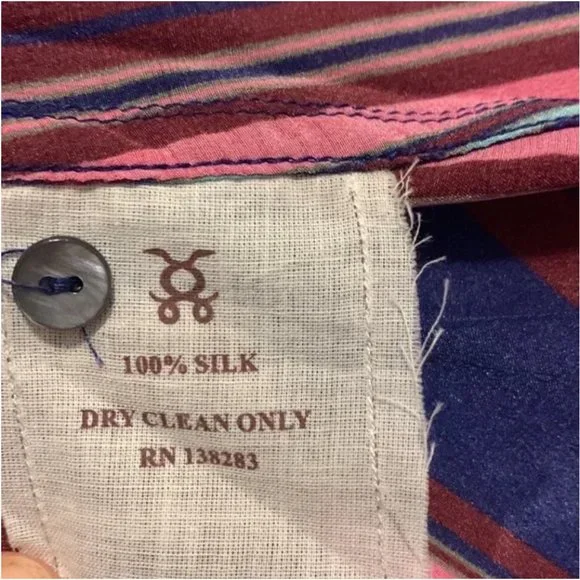 100% SILK
DRY CLEAN ONLY
RN 138283